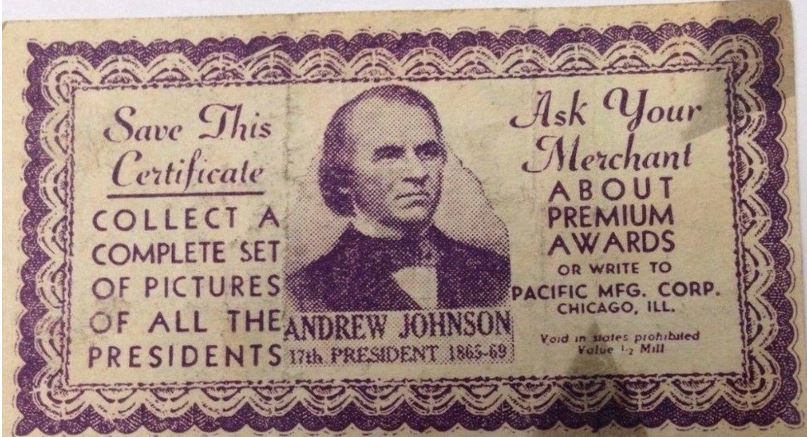 Save This
Certificate
COLLECT A
COMPLETE SET
OF PICTURES
OF ALL THE
PRESIDENTS
ANDREW JOHNSON
17th PRESIDENT 1865-69
Ask Your
Merchant
ABOUT
PREMIUM
AWARDS
OR WRITE TO
PACIFIC MFG. CORP.
CHICAGO, ILL.
Void in states prohibited
Value 1/2 Mill